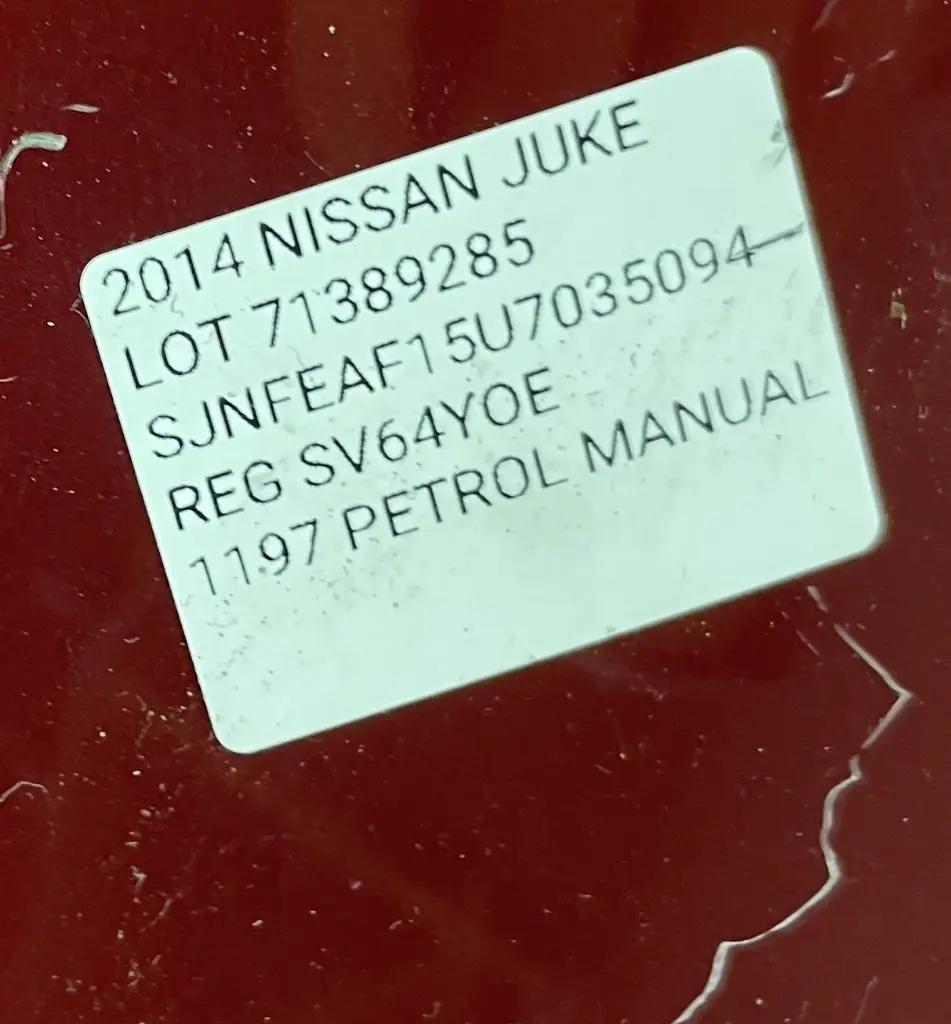 2014 NISSAN JUKE
LOT 71389285
SJNFEAF15U7035094
REG SV64YOE
1197 PETROL MANUAL